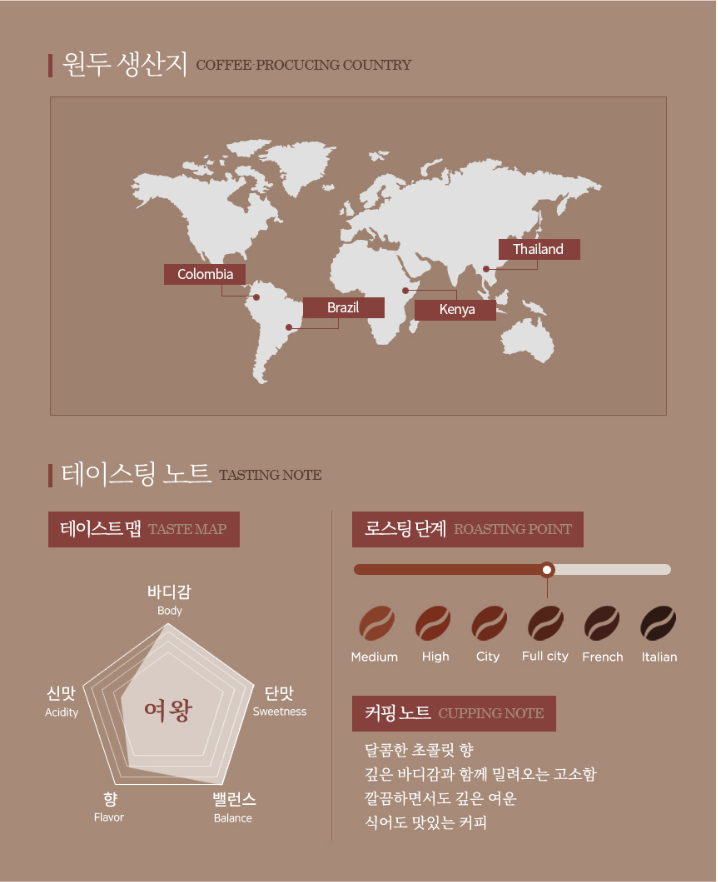 원두 생산지 COFFEE-PROCUCING COUNTRY
Thailand
Colombia
Brazil
Kenya
테이스팅 노트 TASTING NOTE
테이스트 맵 TASTE MAP
바디감
Body
신맛
Acidity
단맛
Sweetness
여왕
향
Flavor
밸런스
Balance
로스팅 단계 ROASTING POINT
Medium High City Full city French Italian
커핑 노트 CUPPING NOTE
달콤한 초콜릿 향
깊은 바디감과 함께 밀려오는 고소함
깔끔하면서도 깊은 여운
식어도 맛있는 커피